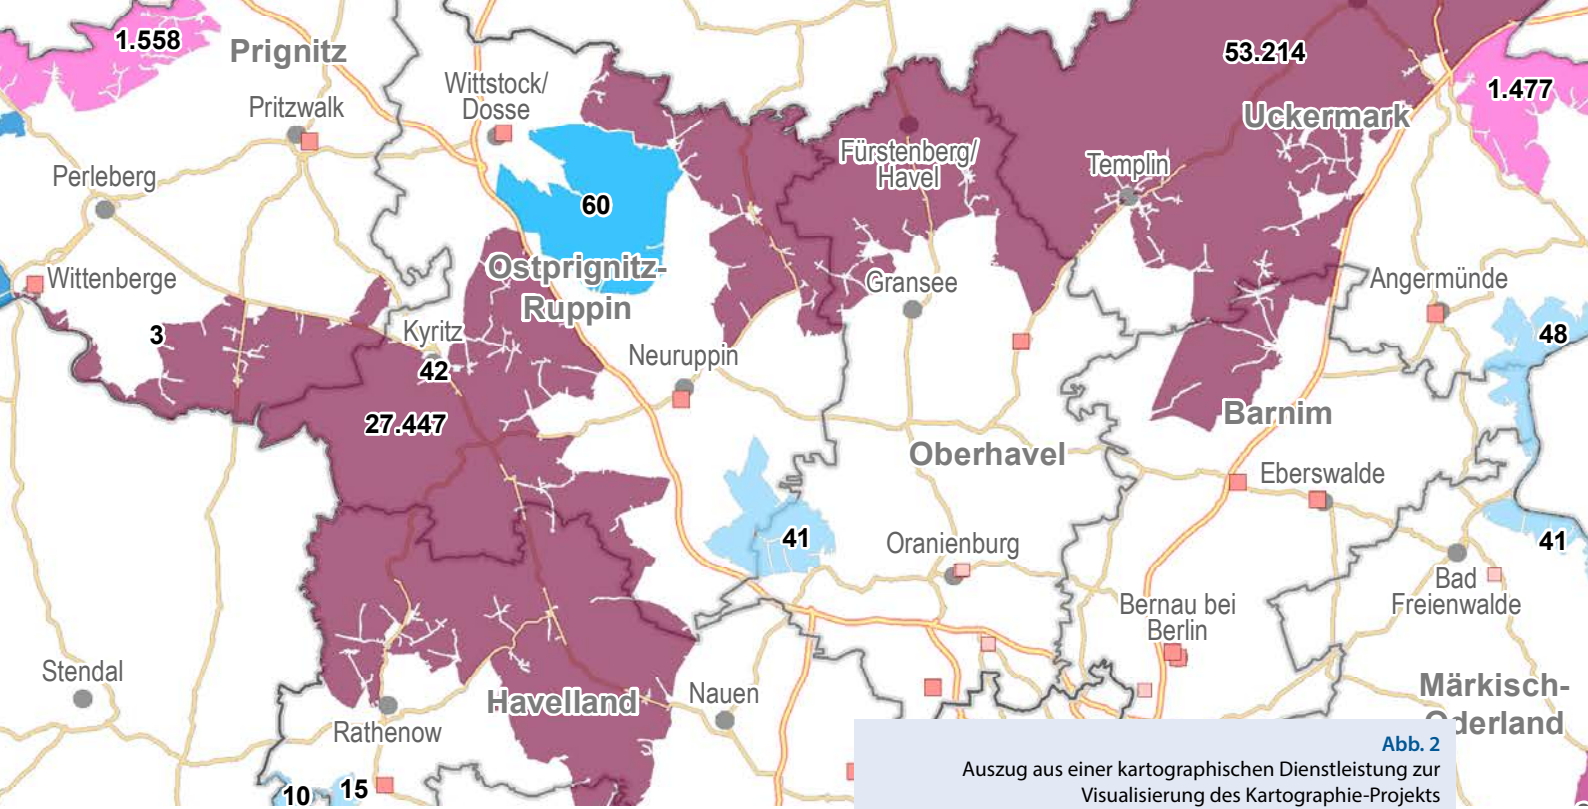 1.558
Prignitz
53.214
Wittstock/
Dosse
1.477
Pritzwalk
Uckermark
Fürstenberg/
Havel
Templin
Perleberg
60
Wittenberge
Ostprignitz-
Ruppin
Gransee
Angermünde
3
Kyritz
48
42
Neuruppin
27.447
Barnim
Oberhavel
Eberswalde
41
Oranienburg
41
Bad
Freienwalde
Bernau bei
Berlin
Stendal
Havelland
Nauen
Märkisch-
Oderland
Rathenow
10
15
Abb. 2
Auszug aus einer kartographischen Dienstleistung zur
Visualisierung des Kartographie-Projekts